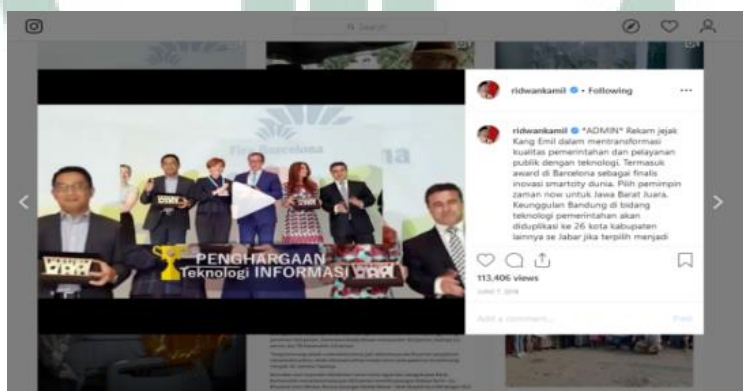 Search
ridwankamil • Following
ridwankamil *ADMIN* Rekam jejak
Kang Emil dalam mentransformasi
kualitas pemerintahan dan pelayanan
publik dengan teknologi. Termasuk
award di Barcelona sebagai finalis
inovasi smartcity dunia. Pilih pemimpin
zaman now untuk Jawa Barat Juara.
Keunggulan Bandung di bidang
teknologi pemerintahan akan
diduplikasi ke 26 kota kabupaten
lainnya se Jabar jika terpilih menjadi
Fira Barcelona
PENGHARGAAN
Teknologi INFORMASI
113,406 views
Add a comment...
Post